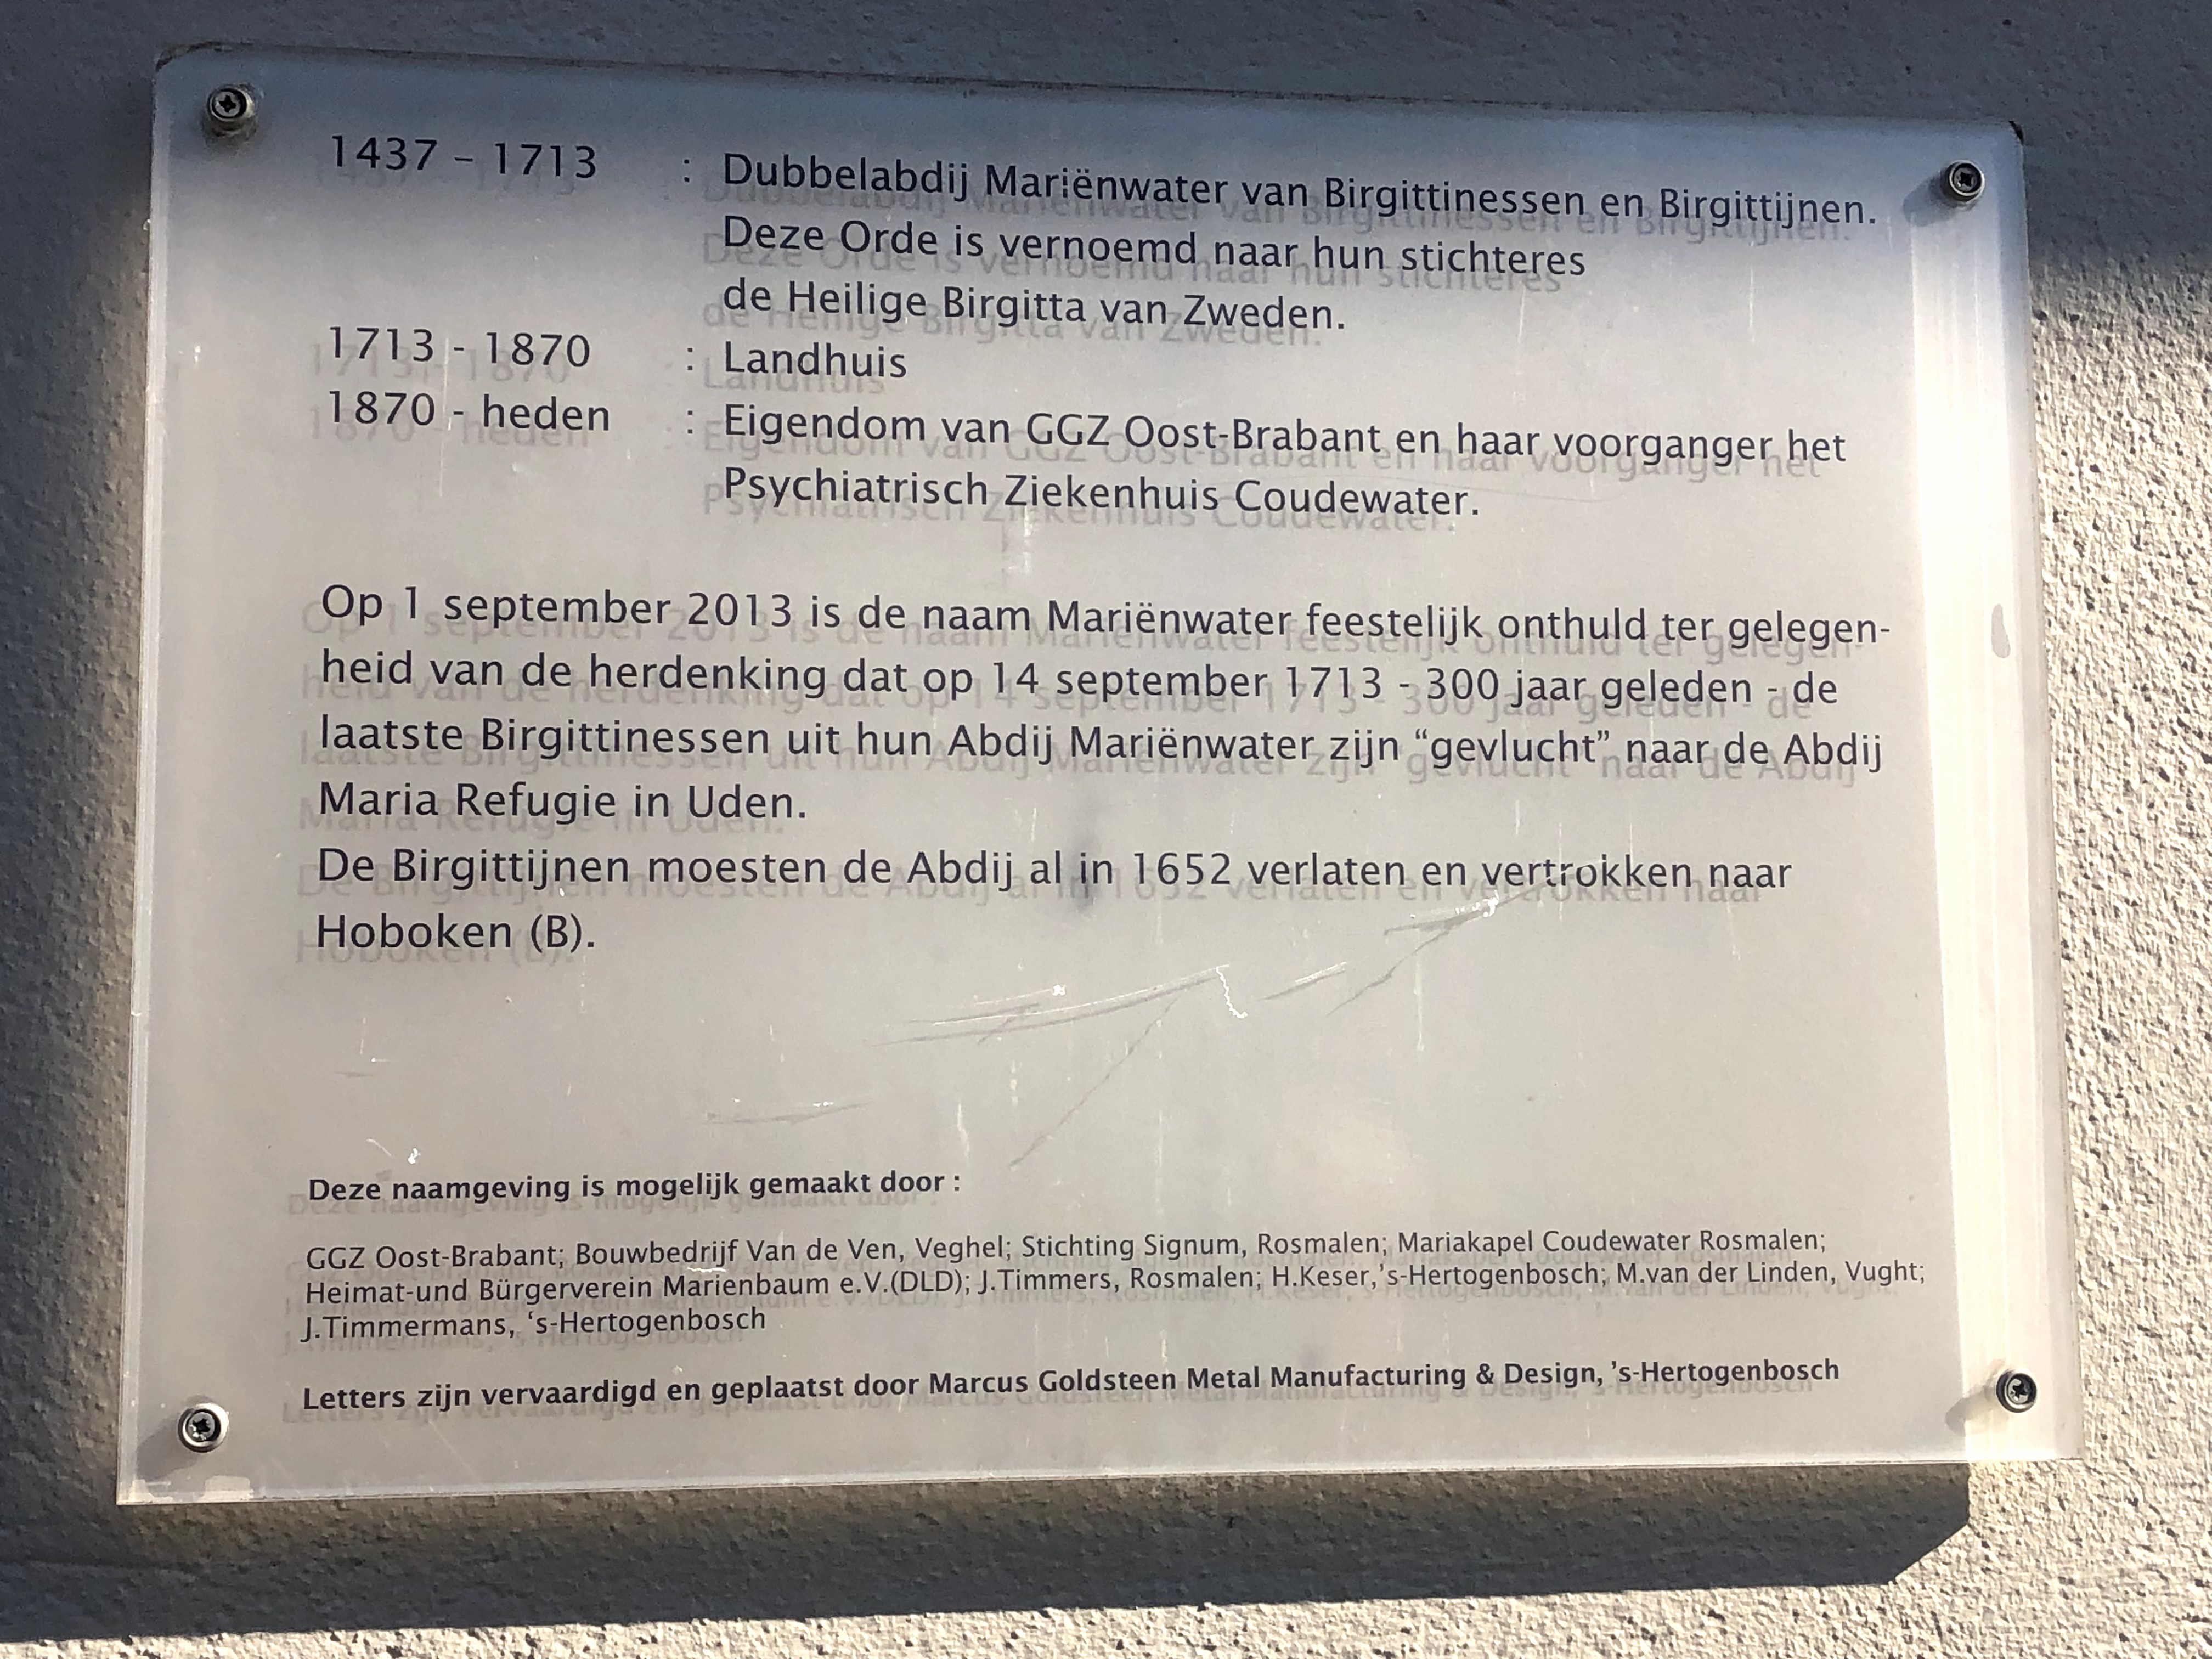 1437 – 1713 : Dubbelabdij Mariënwater van Birgittinessen en Birgittijnen.
Deze Orde is vernoemd naar hun stichteres
de Heilige Birgitta van Zweden.
1713 - 1870 : Landhuis
1870 - heden : Eigendom van GGZ Oost-Brabant en haar voorganger het
Psychiatrisch Ziekenhuis Coudewater.
Op 1 september 2013 is de naam Mariënwater feestelijk onthuld ter gelegen-
heid van de herdenking dat op 14 september 1713 - 300 jaar geleden - de
laatste Birgittinessen uit hun Abdij Mariënwater zijn “gevlucht” naar de Abdij
Maria Refugie in Uden.
De Birgittijnen moesten de Abdij al in 1652 verlaten en vertrokken naar
Hoboken (B).
Deze naamgeving is mogelijk gemaakt door :
GGZ Oost-Brabant; Bouwbedrijf Van de Ven, Veghel; Stichting Signum, Rosmalen; Mariakapel Coudewater Rosmalen;
Heimat-und Bürgerverein Marienbaum e.V.(DLD); J.Timmers, Rosmalen; H.Keser,’s-Hertogenbosch; M.van der Linden, Vught;
J.Timmermans, ‘s-Hertogenbosch
Letters zijn vervaardigd en geplaatst door Marcus Goldsteen Metal Manufacturing & Design, ’s-Hertogenbosch